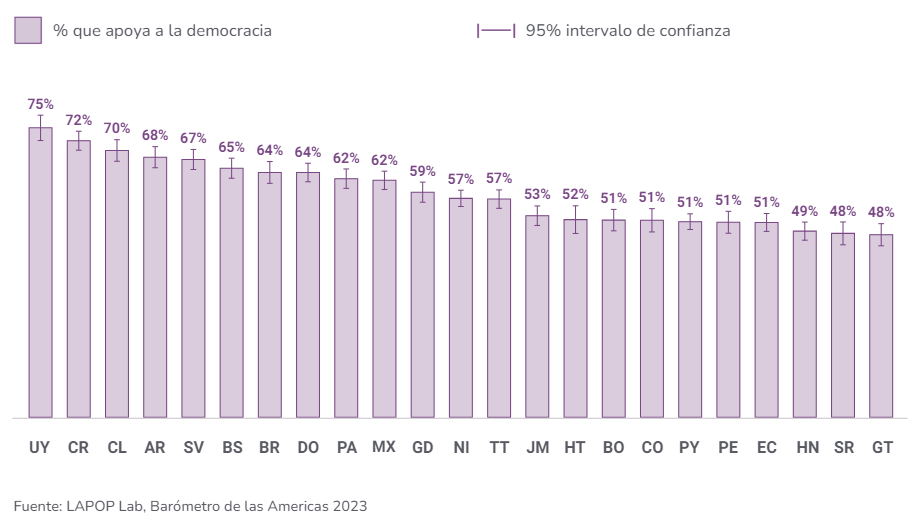 % que apoya a la democracia
95% intervalo de confianza
75% 72% 70% 68% 67% 65% 64% 64% 62% 62% 59% 57% 57% 53% 52% 51% 51% 51% 51% 51% 49% 48% 48%
UY CR CL AR SV BS BR DO PA MX GD NI TT JM HT BO CO PY PE EC HN SR GT
Fuente: LAPOP Lab, Barómetro de las Americas 2023